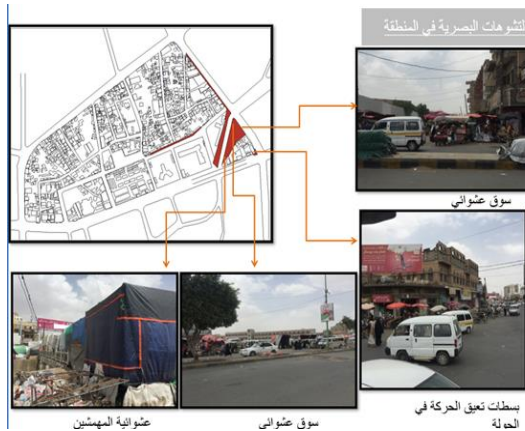 التشوهات البصرية في المنطقة
سوق عشوائي
عشوائية المهمشين
سوق عشوائي
بسطات تعيق الحركة في
الجولة